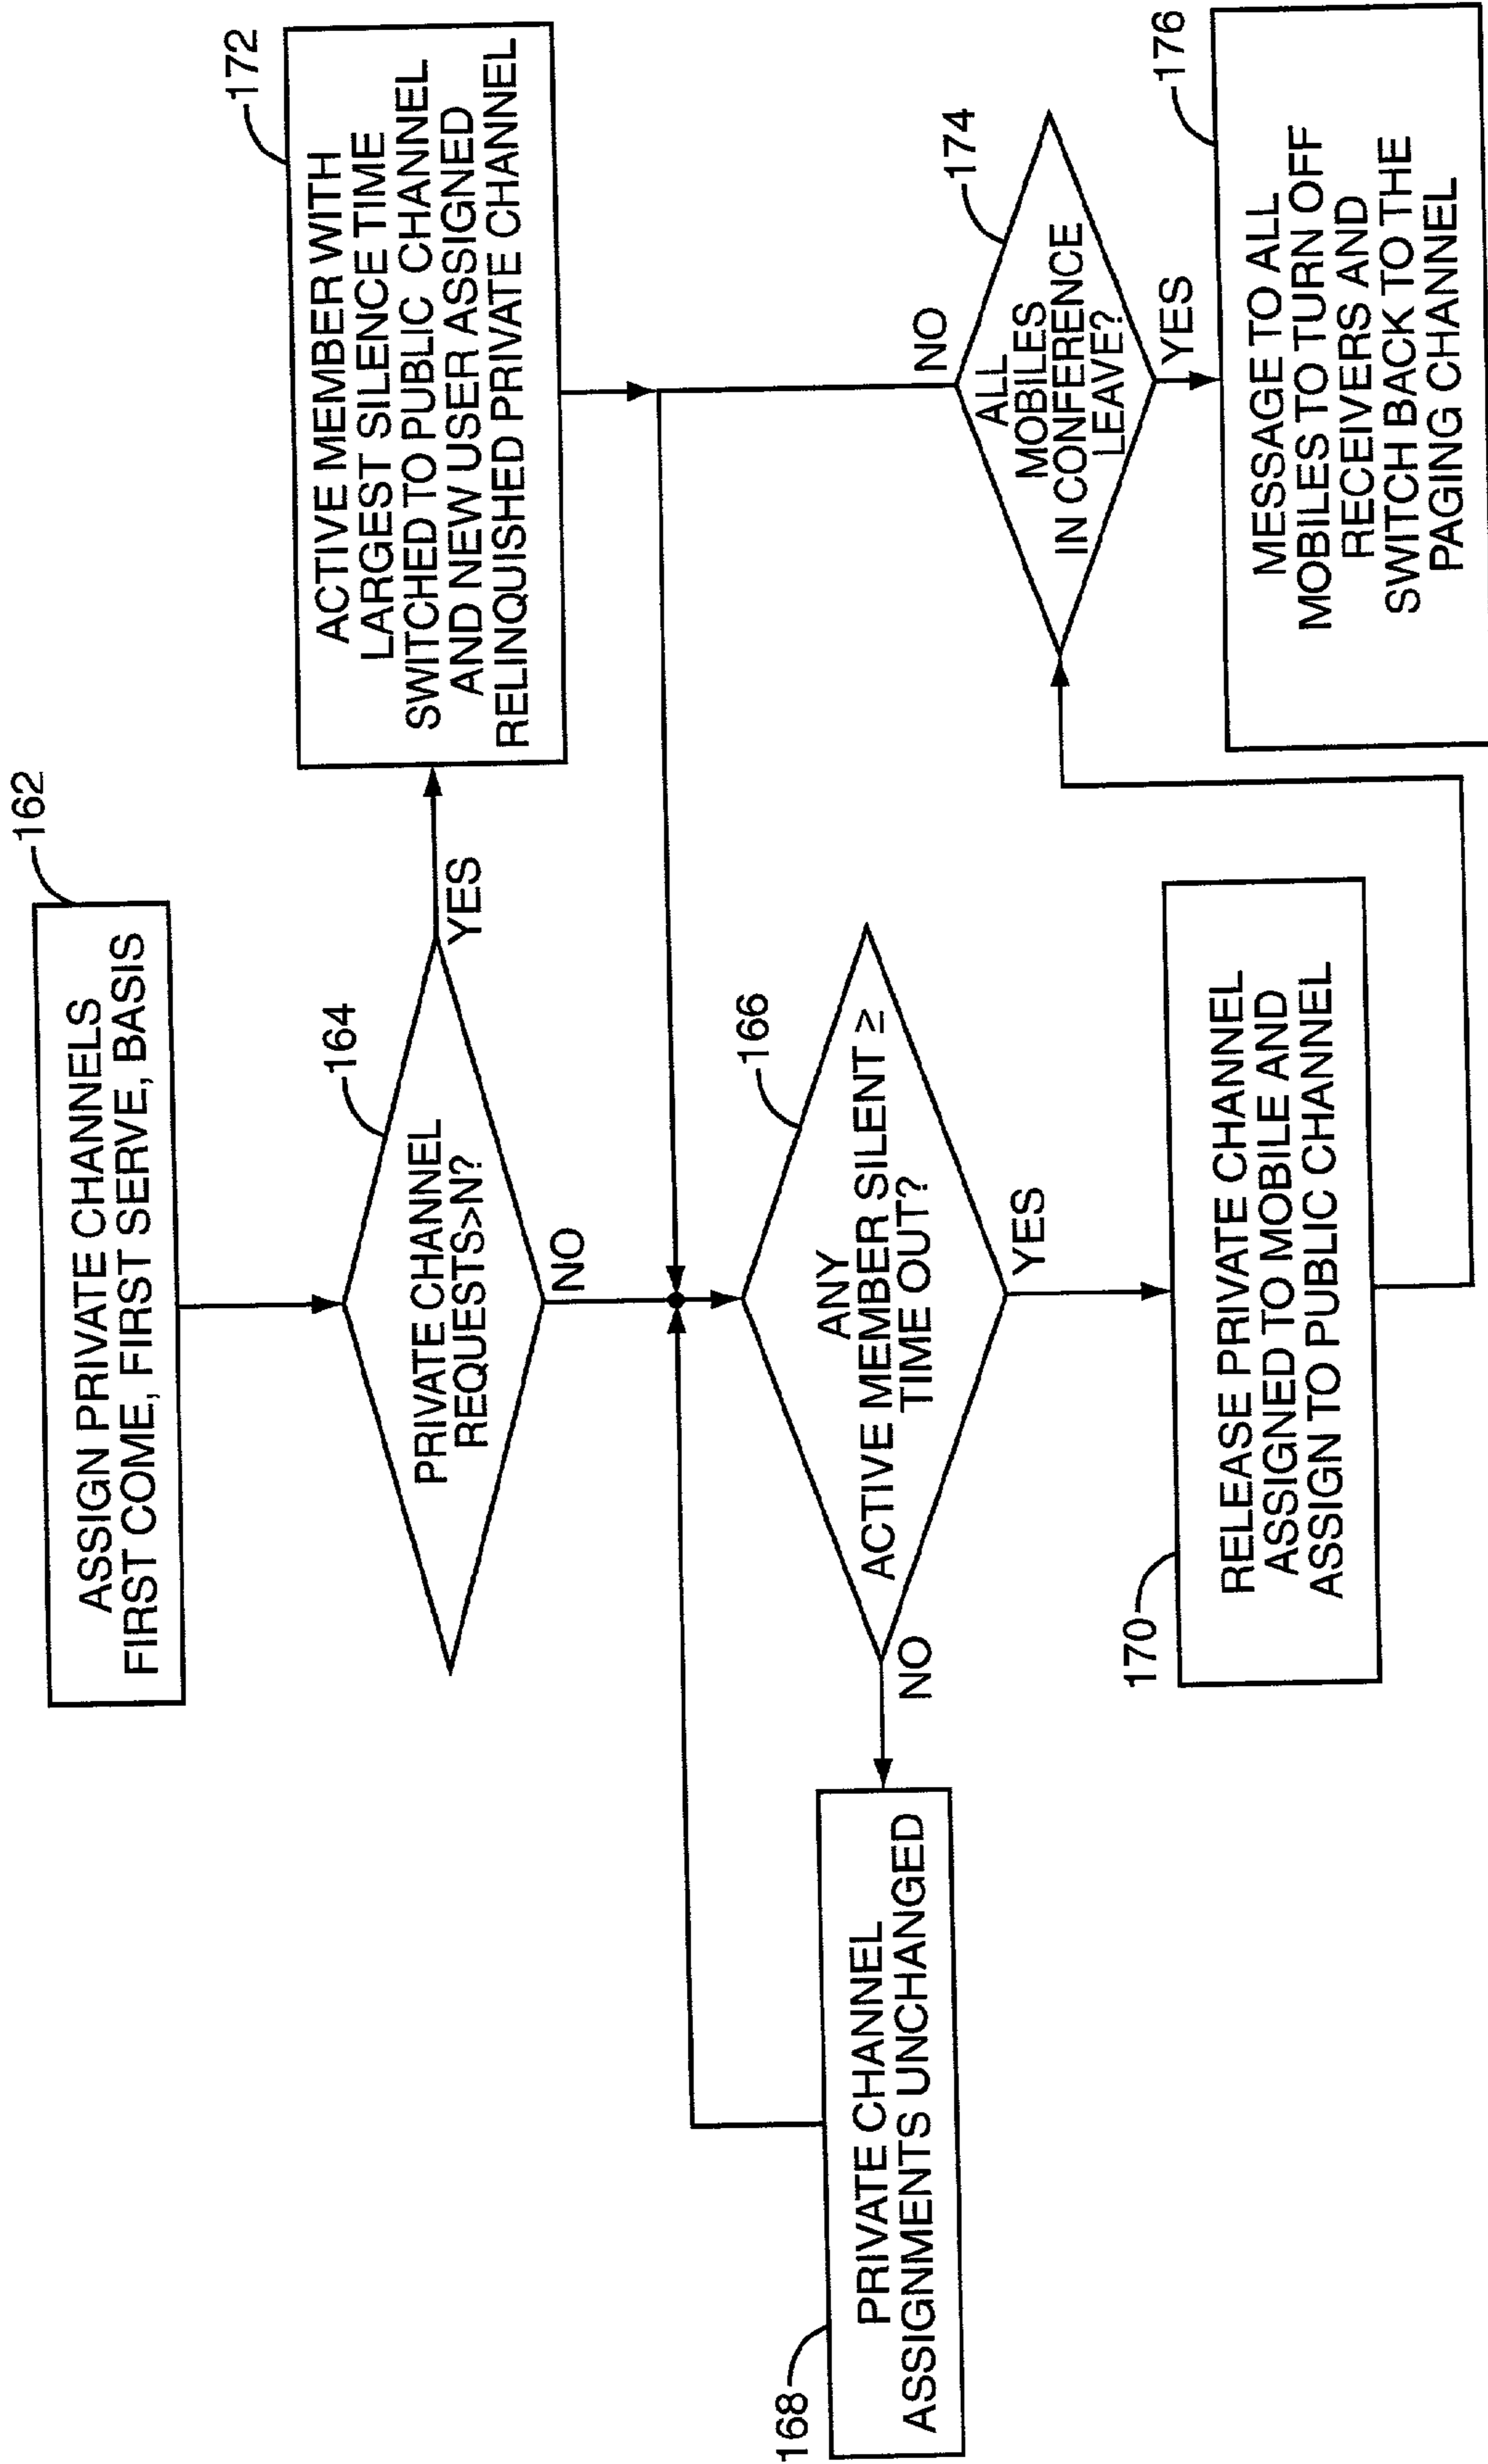 162
ASSIGN PRIVATE CHANNELS
FIRST COME, FIRST SERVE, BASIS
164
PRIVATE CHANNEL
REQUESTS>N?
YES
NO
172
ACTIVE MEMBER WITH
LARGEST SILENCE TIME
SWITCHED TO PUBLIC CHANNEL
AND NEW USER ASSIGNED
RELINQUISHED PRIVATE CHANNEL
166
ANY
ACTIVE MEMBER SILENT ≥
TIME OUT?
NO
YES
168
PRIVATE CHANNEL
ASSIGNMENTS UNCHANGED
170
RELEASE PRIVATE CHANNEL
ASSIGNED TO MOBILE AND
ASSIGN TO PUBLIC CHANNEL
174
ALL
MOBILES
IN CONFERENCE
LEAVE?
NO
YES
176
MESSAGE TO ALL
MOBILES TO TURN OFF
RECEIVERS AND
SWITCH BACK TO THE
PAGING CHANNEL